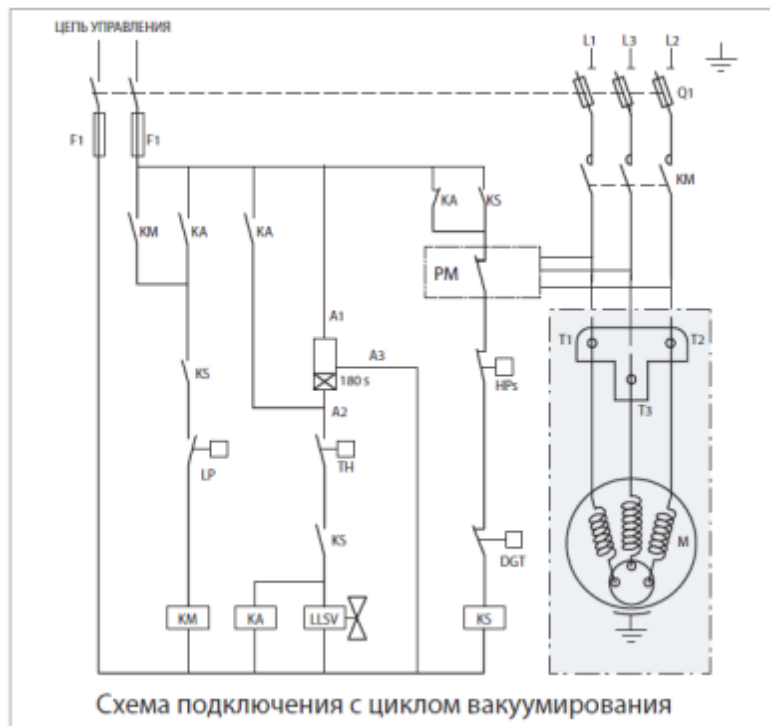 ЦЕПЬ УПРАВЛЕНИЯ
L1 L3 L2
Q1
F1 F1
KM
KA KS
KM KA KA
PM
A1
T1 T2
A3
180 s
KS
HPs
A2
T3
LP
TH
KS
M
DGT
KM KA LLSV KS
Схема подключения с циклом вакуумирования